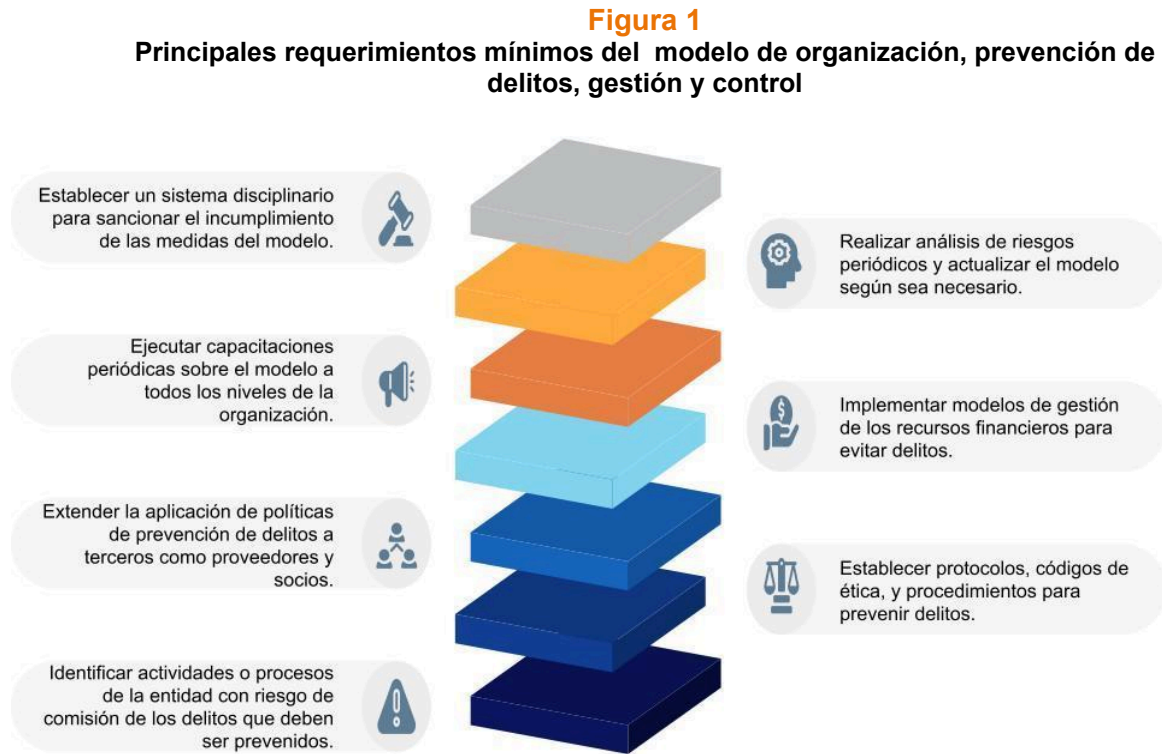 Figura 1
Principales requerimientos mínimos del modelo de organización, prevención de
delitos, gestión y control
Establecer un sistema disciplinario
para sancionar el incumplimiento
de las medidas del modelo.
Realizar análisis de riesgos
periódicos y actualizar el modelo
según sea necesario.
Ejecutar capacitaciones
periódicas sobre el modelo a
todos los niveles de la
organización.
Implementar modelos de gestión
de los recursos financieros para
evitar delitos.
Extender la aplicación de políticas
de prevención de delitos a
terceros como proveedores y
socios.
Establecer protocolos, códigos de
ética, y procedimientos para
prevenir delitos.
Identificar actividades o procesos
de la entidad con riesgo de
comisión de los delitos que deben
ser prevenidos.